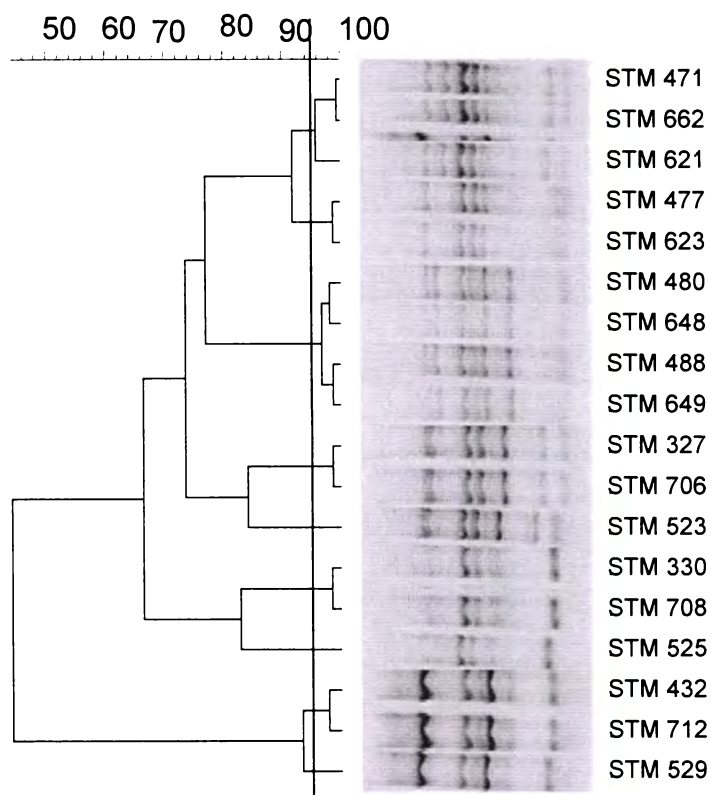 50 60 70 80 90 100
STM 471
STM 662
STM 621
STM 477
STM 623
STM 480
STM 648
STM 488
STM 649
STM 327
STM 706
STM 523
STM 330
STM 708
STM 525
STM 432
STM 712
STM 529